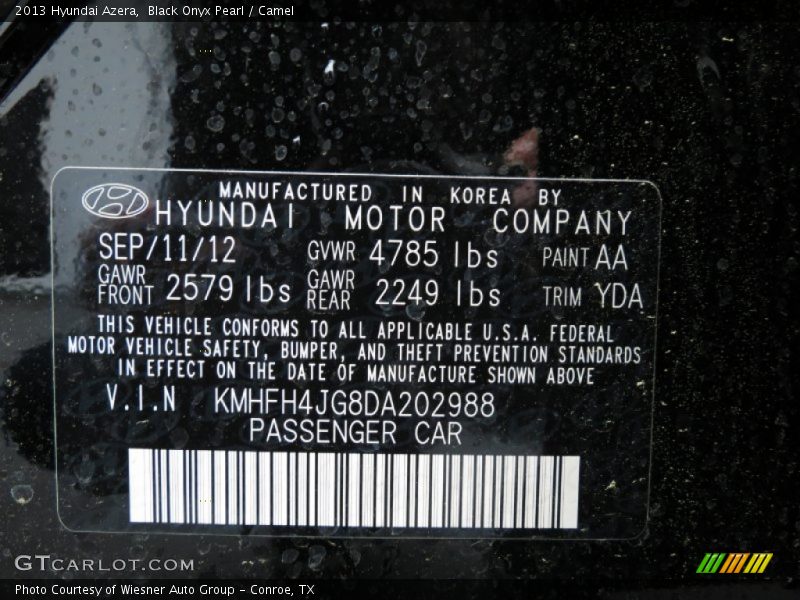 2013 Hyundai Azera, Black Onyx Pearl / Camel
MANUFACTURED IN KOREA BY
HYUNDAI MOTOR COMPANY
SEP/11/12 GVWR 4785 lbs PAINT AA
GAWR FRONT 2579 lbs GAWR REAR 2249 lbs TRIM YDA
THIS VEHICLE CONFORMS TO ALL APPLICABLE U.S.A. FEDERAL
MOTOR VEHICLE SAFETY, BUMPER, AND THEFT PREVENTION STANDARDS
IN EFFECT ON THE DATE OF MANUFACTURE SHOWN ABOVE
V.I.N KMHFH4JG8DA202988
PASSENGER CAR
GTCARLOT.COM
Photo Courtesy of Wiesner Auto Group - Conroe, TX